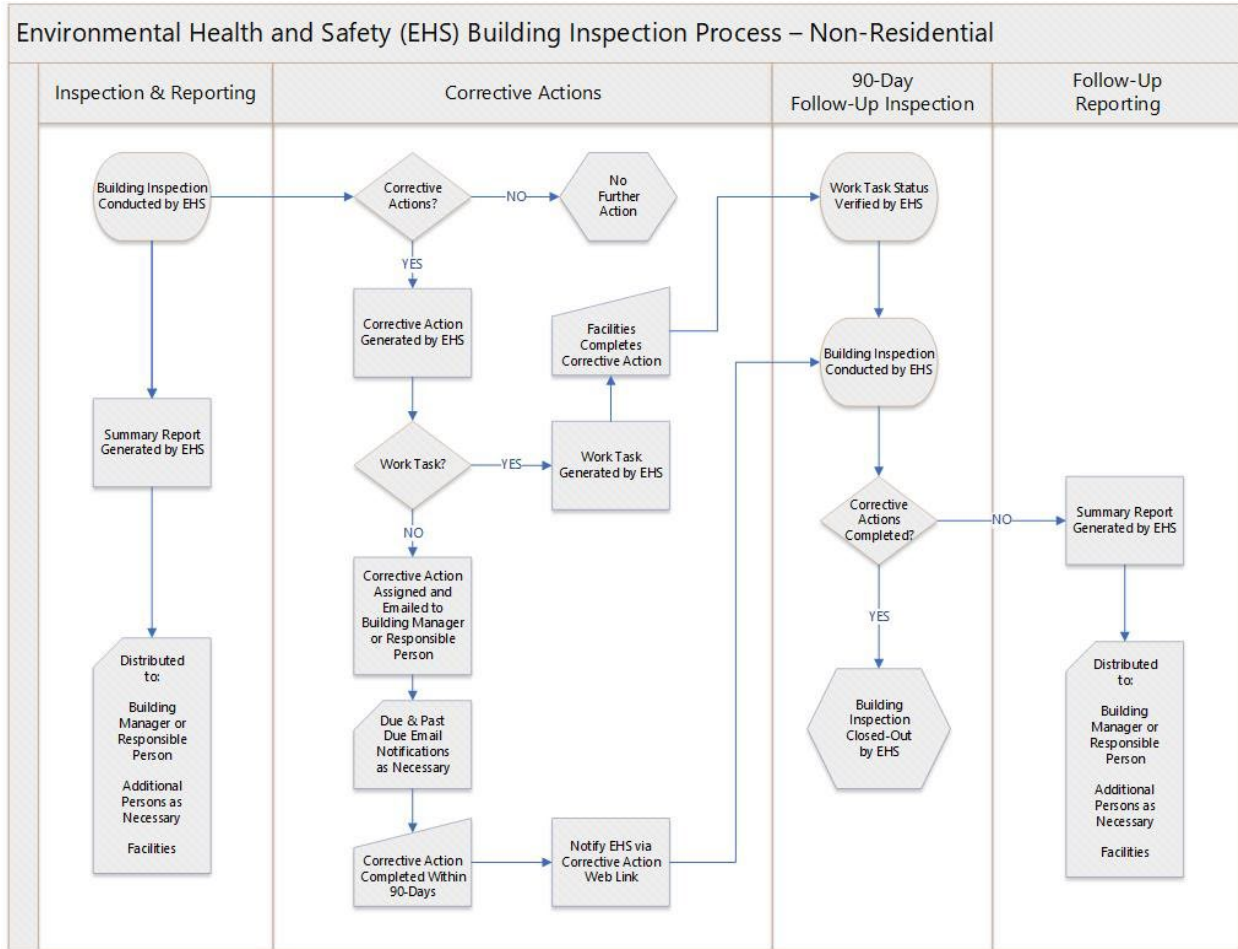 Environmental Health and Safety (EHS) Building Inspection Process – Non-Residential
Inspection & Reporting
Corrective Actions
90-Day
Follow-Up Inspection
Follow-Up
Reporting
Building Inspection
Conducted by EHS
Summary Report
Generated by EHS
Distributed
to:
Building
Manager or
Responsible
Person
Additional
Persons as
Necessary
Facilities
Corrective
Actions?
NO
No
Further
Action
YES
Corrective Action
Generated by EHS
Work Task?
YES
Work Task
Generated by EHS
Facilities
Completes
Corrective Action
NO
Corrective Action
Assigned and
Emailed to
Building Manager
or Responsible
Person
Due & Past
Due Email
Notifications
as Necessary
Corrective Action
Completed Within
90-Days
Notify EHS via
Corrective Action
Web Link
Work Task Status
Verified by EHS
Building Inspection
Conducted by EHS
Corrective
Actions
Completed?
NO
YES
Building
Inspection
Closed-Out
by EHS
Summary Report
Generated by EHS
Distributed
to:
Building
Manager or
Responsible
Person
Additional
Persons as
Necessary
Facilities